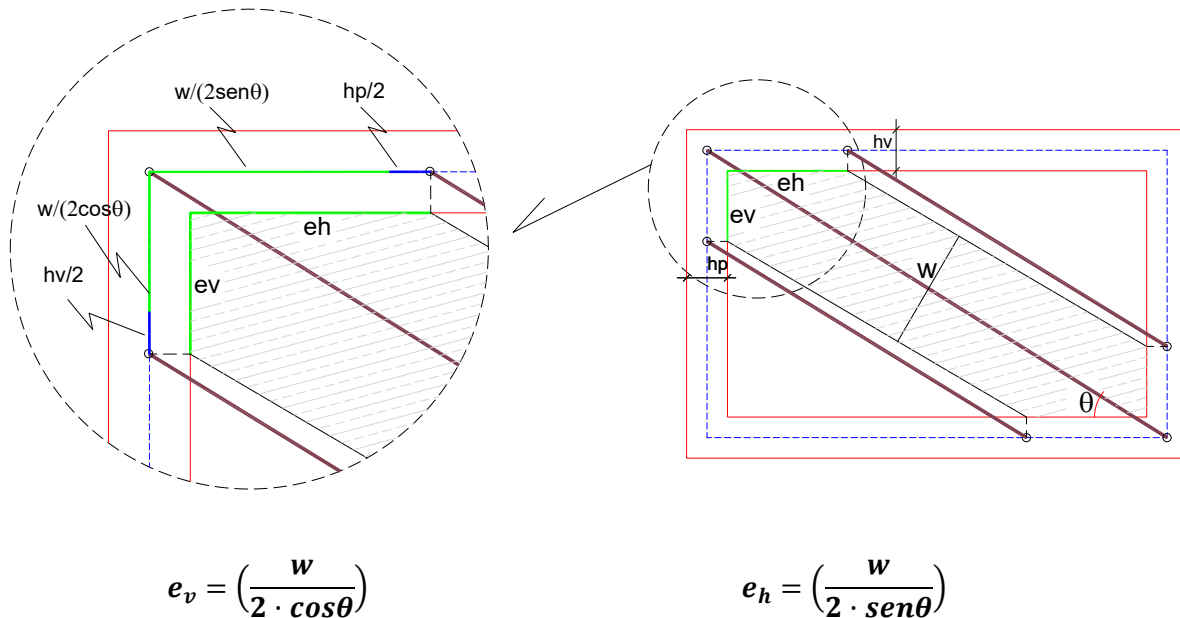 w/(2senθ)
hp/2
w/(2cosθ)
hv/2
eh
ev
hv
eh
ev
hp
w
θ
e_v = (w / (2 · cosθ))
e_h = (w / (2 · senθ))